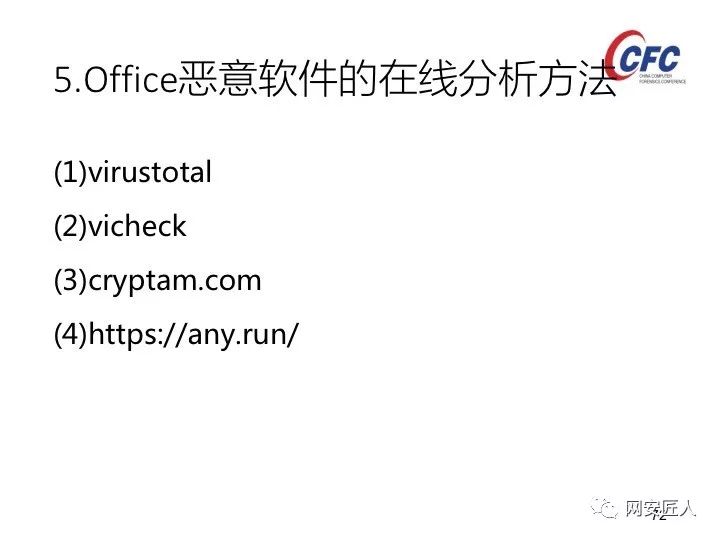 5.Office恶意软件的在线分析方法
CFC
CHINA COMPUTER
FORENSICS CONFERENCE
(1)virustotal
(2)vicheck
(3)cryptam.com
(4)https://any.run/
网安匠人